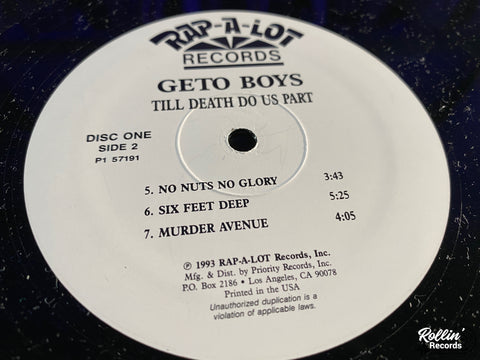 RAP-A-LOT
RECORDS
GETO BOYS
TILL DEATH DO US PART
DISC ONE
SIDE 2
P1 57191
5. NO NUTS NO GLORY 3:43
6. SIX FEET DEEP 5:25
7. MURDER AVENUE 4:05
℗ 1993 RAP-A-LOT Records, Inc.
Mfg. & Dist. by Priority Records, Inc.
P.O. Box 2186 • Los Angeles, CA 90078
Printed in the USA
Unauthorized duplication is a
violation of applicable laws.
Rollin'
Records